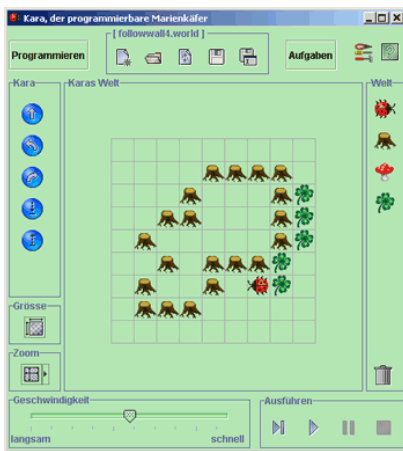 Kara, der programmierbare Marienkäfer
[ followwall4.world ]
Programmieren
Aufgaben
Kara
Karas Welt
Welt
Grösse
Zoom
Geschwindigkeit
langsam
schnell
Ausführen